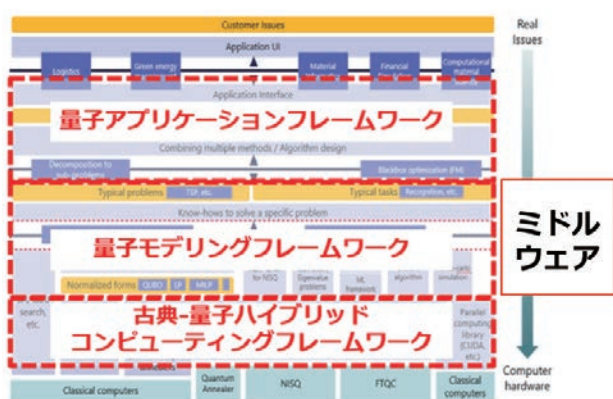 Customer Issues
Real
Issues
Application UI
Logistics
Green energy
Material
Financial
Computational
material
Application Interface
量子アプリケーションフレームワーク
Combining multiple methods / Algorithm design
Decomposition to
sub-problems
Blackbox optimization (FM)
Typical problems
TSP, etc.
Typical tasks
Recognition, etc.
Know-hows to solve a specific problem
ミドル
ウェア
量子モデリングフレームワーク
for NISQ
Eigenvalue
problems
ML
framework
algorithm
simulation
Normalized forms
QUBO
LP
MILP
search,
etc.
古典-量子ハイブリッド
コンピューティングフレームワーク
Parallel
computing
library
(CUDA,
etc)
Classical computers
Quantum
Annealer
NISQ
FTQC
Classical
computers
Computer
hardware